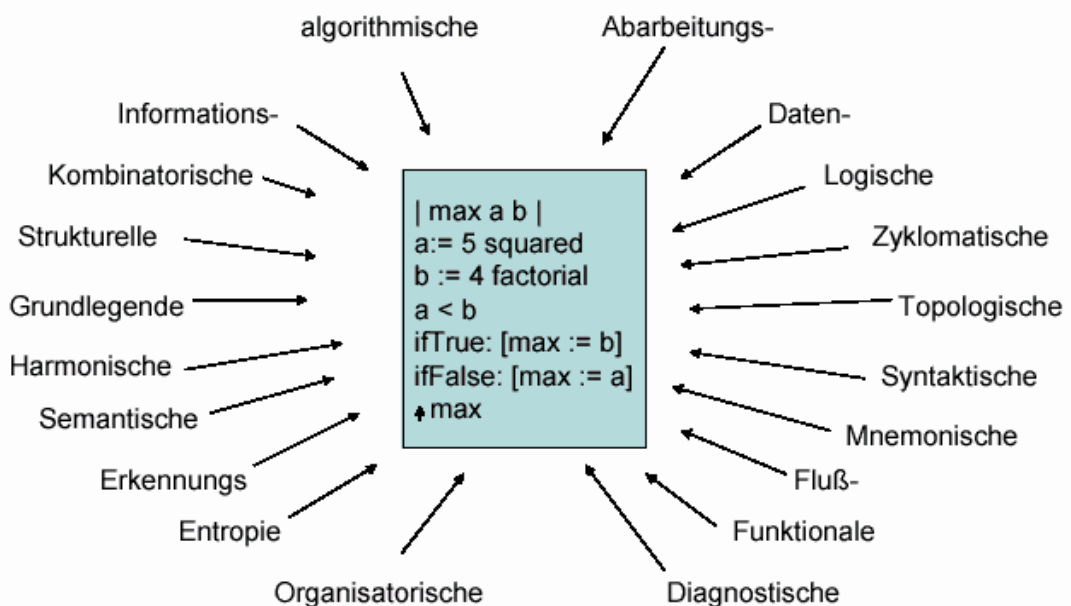 algorithmische
Abarbeitungs-
Informations-
Daten-
Kombinatorische
Logische
Strukturelle
Zyklomatische
Grundlegende
Topologische
Harmonische
Syntaktische
Semantische
Mnemonische
Erkennungs
Fluß-
Entropie
Funktionale
Organisatorische
Diagnostische
| max a b |
a:= 5 squared
b := 4 factorial
a < b
ifTrue: [max := b]
ifFalse: [max := a]
↑ max